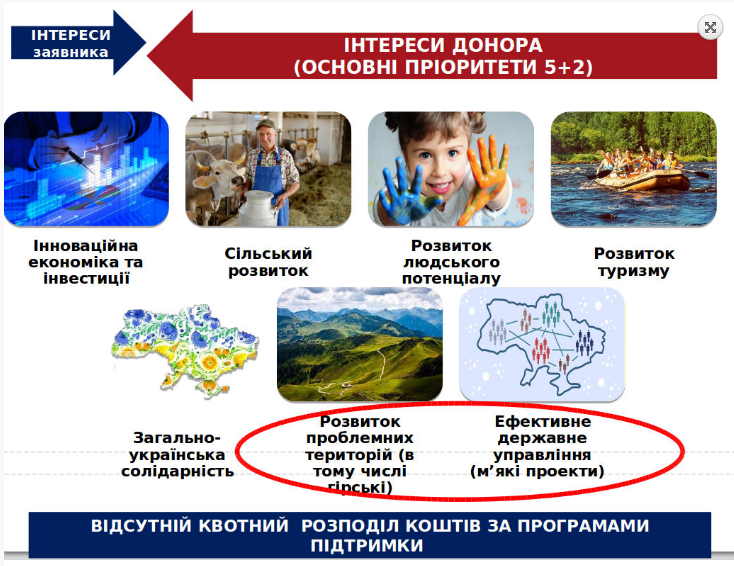 ІНТЕРЕСИ
заявника
ІНТЕРЕСИ ДОНОРА
(ОСНОВНІ ПРІОРИТЕТИ 5+2)
Інноваційна
економіка та
інвестиції
Сільський
розвиток
Розвиток
людського
потенціалу
Розвиток
туризму
Загально-
українська
солідарність
Розвиток
проблемних
територій (в
тому числі
гірські)
Ефективне
державне
управління
(м’які проекти)
ВІДСУТНІЙ КВОТНИЙ РОЗПОДІЛ КОШТІВ ЗА ПРОГРАМАМИ
ПІДТРИМКИ